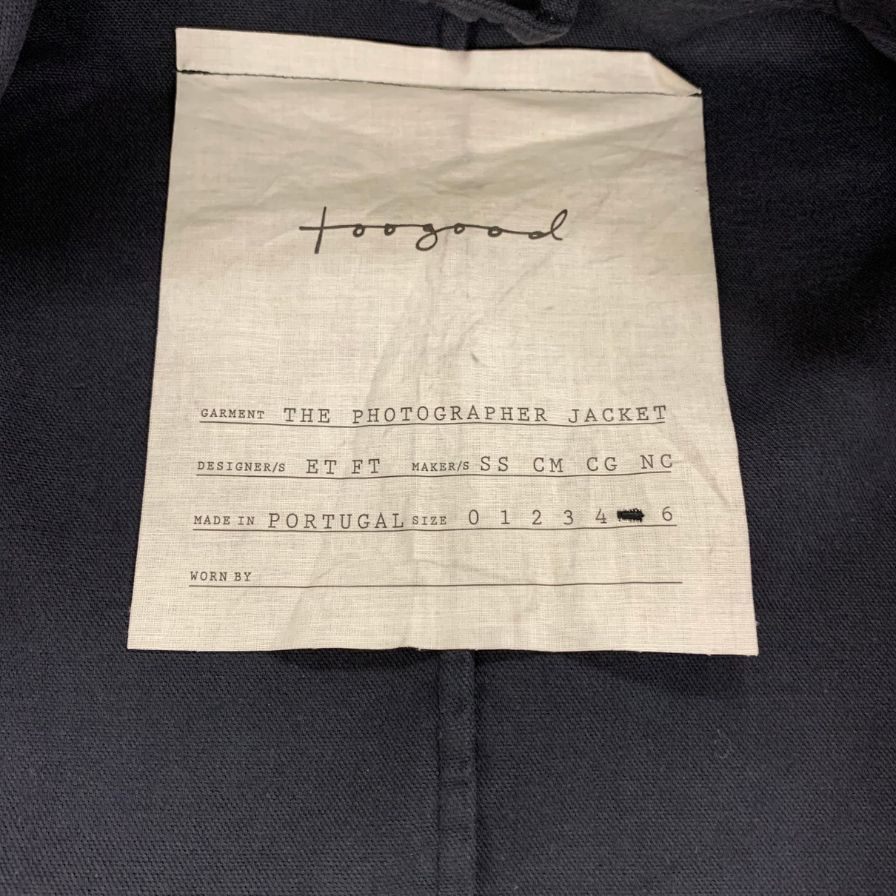 toogood
GARMENT THE PHOTOGRAPHER JACKET
DESIGNER/S ET FT MAKER/S SS CM CG NC
MADE IN PORTUGAL SIZE 0 1 2 3 4 6
WORN BY